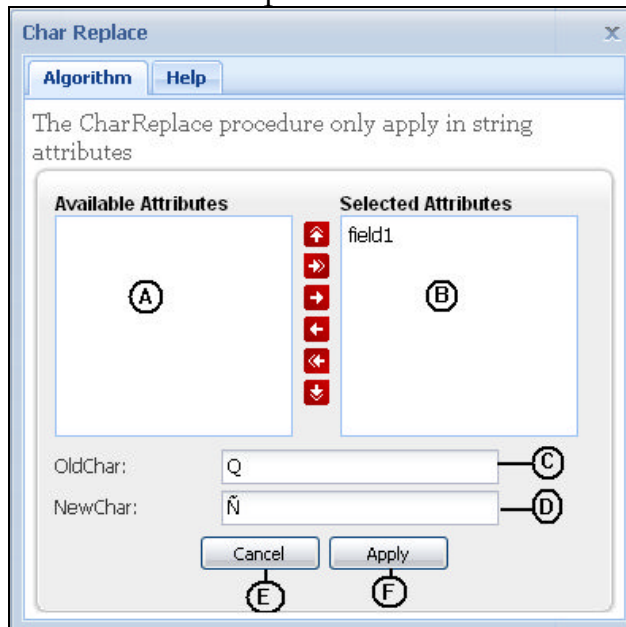 Char Replace
Algorithm Help
The CharReplace procedure only apply in string
attributes
Available Attributes Selected Attributes
field1
A B
OldChar: Q C
NewChar: Ñ D
Cancel Apply
E F